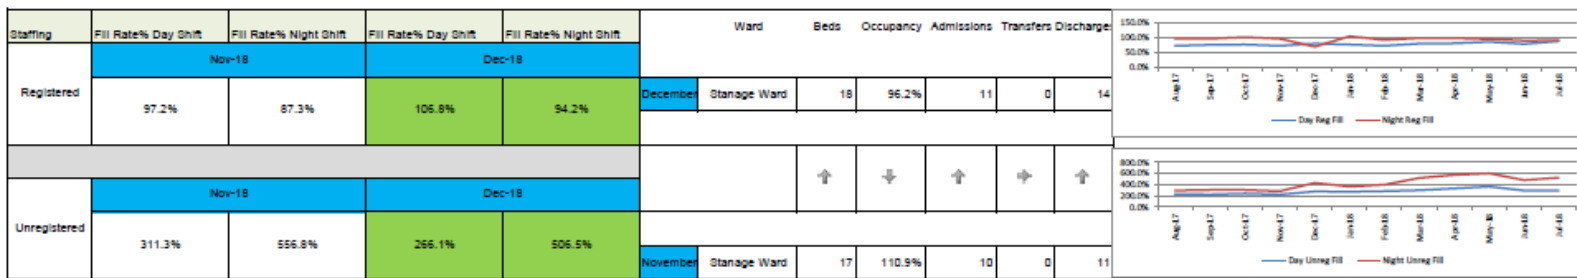 Staffing Fill Rate% Day Shift Fill Rate% Night Shift Fill Rate% Day Shift Fill Rate% Night Shift
Nov-18 Dec-18
Registered 97.2% 87.3% 106.8% 94.2%
Nov-18 Dec-18
Unregistered 311.3% 556.8% 266.1% 506.5%
Ward Beds Occupancy Admissions Transfers Discharges
December Stanage Ward 18 96.2% 11 0 14
November Stanage Ward 17 110.9% 10 0 11
150.0%
100.0%
50.0%
0.0%
Aug-17 Sep-17 Oct-17 Nov-17 Dec-17 Jan-18 Feb-18 Mar-18 Apr-18 May-18 Jun-18 Jul-18
Day Reg Fill Night Reg Fill
800.0%
600.0%
400.0%
200.0%
0.0%
Aug-17 Sep-17 Oct-17 Nov-17 Dec-17 Jan-18 Feb-18 Mar-18 Apr-18 May-18 Jun-18 Jul-18
Day Unreg Fill Night Unreg Fill